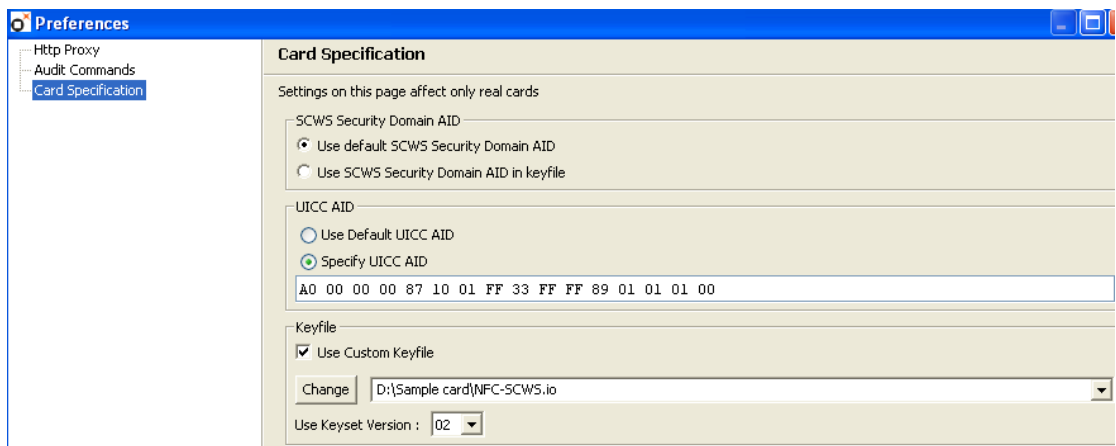 Preferences
Http Proxy
Audit Commands
Card Specification
Card Specification
Settings on this page affect only real cards
SCWS Security Domain AID
Use default SCWS Security Domain AID
Use SCWS Security Domain AID in keyfile
UICC AID
Use Default UICC AID
Specify UICC AID
A0 00 00 00 87 10 01 FF 33 FF FF 89 01 01 01 00
Keyfile
Use Custom Keyfile
Change D:\Sample card\NFC-SCWS.io
Use Keyset Version : 02